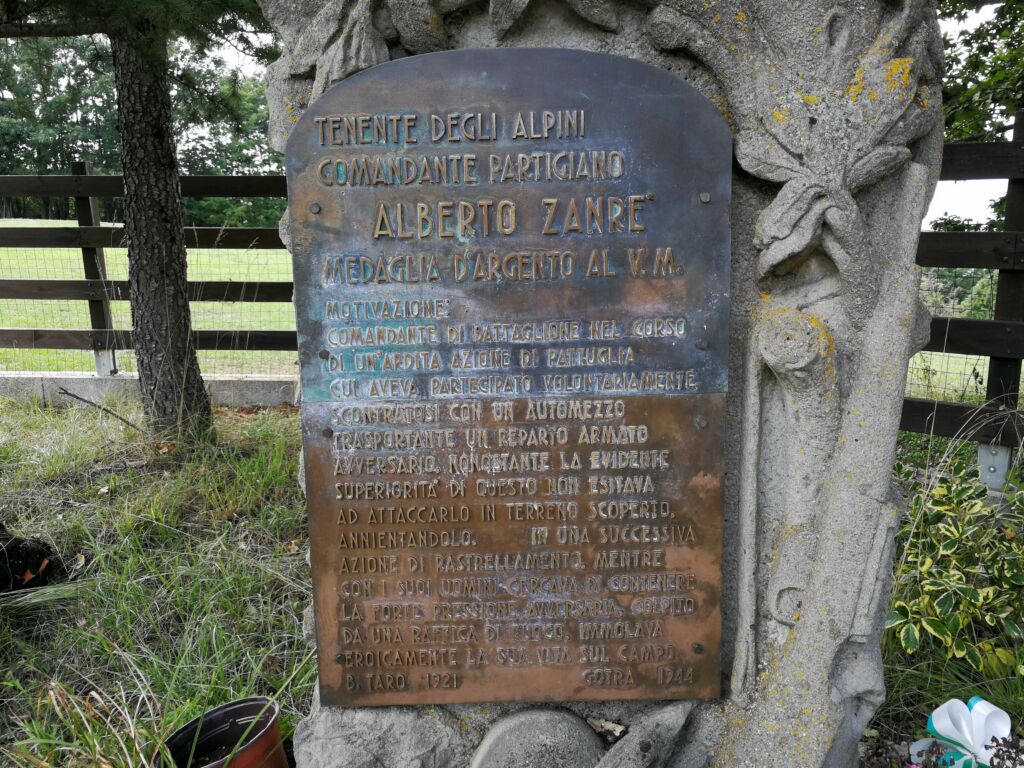 TENENTE DEGLI ALPINI
COMANDANTE PARTIGIANO
ALBERTO ZANRE'
MEDAGLIA D'ARGENTO AL V.M.
MOTIVAZIONE:
COMANDANTE DI BATTAGLIONE NEL CORSO
DI UN'ARDITA AZIONE DI PATTUGLIA
CUI AVEVA PARTECIPATO VOLONTARIAMENTE,
SCONTRATOSI CON UN AUTOMEZZO
TRASPORTANTE UN REPARTO ARMATO
AVVERSARIO, NONOSTANTE LA EVIDENTE
SUPERIORITA' DI QUESTO NON ESITAVA
AD ATTACCARLO IN TERRENO SCOPERTO,
ANNIENTANDOLO. IN UNA SUCCESSIVA
AZIONE DI RASTRELLAMENTO, MENTRE
CON I SUOI UOMINI CERCAVA DI CONTENERE
LA FORTE PRESSIONE AVVERSARIA, COLPITO
DA UNA RAFFICA DI FUOCO, IMMOLAVA
EROICAMENTE LA SUA VITA SUL CAMPO.
B. TARO 1921 GOTRA 1944